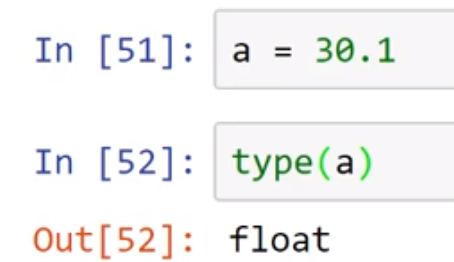 In [51]: a = 30.1
In [52]: type(a)
Out[52]: float